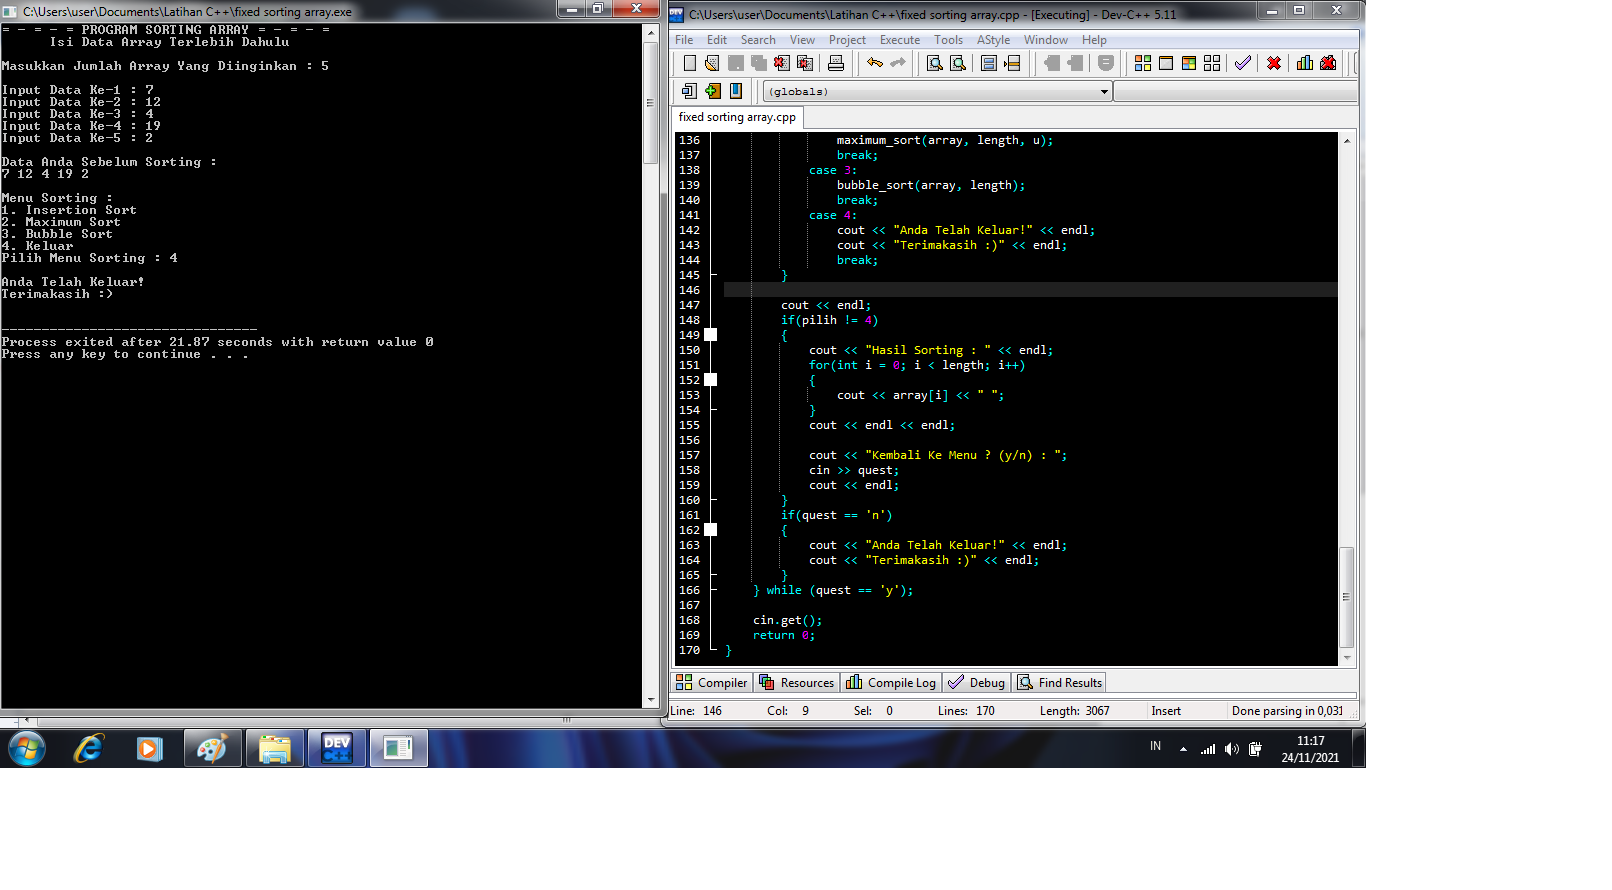 C:\Users\user\Documents\Latihan C++\fixed sorting array.exe
= - = - = PROGRAM SORTING ARRAY = - = - =
Isi Data Array Terlebih Dahulu
Masukkan Jumlah Array Yang Diinginkan : 5
Input Data Ke-1 : 7
Input Data Ke-2 : 12
Input Data Ke-3 : 4
Input Data Ke-4 : 19
Input Data Ke-5 : 2
Data Anda Sebelum Sorting :
7 12 4 19 2
Menu Sorting :
1. Insertion Sort
2. Maximum Sort
3. Bubble Sort
4. Keluar
Pilih Menu Sorting : 4
Anda Telah Keluar!
Terimakasih :)
--------------------------------
Process exited after 21.87 seconds with return value 0
Press any key to continue . . .
C:\Users\user\Documents\Latihan C++\fixed sorting array.cpp - [Executing] - Dev-C++ 5.11
File Edit Search View Project Execute Tools AStyle Window Help
(globals)
fixed sorting array.cpp
136 maximum_sort(array, length, u);
137 break;
138 case 3:
139 bubble_sort(array, length);
140 break;
141 case 4:
142 cout << "Anda Telah Keluar!" << endl;
143 cout << "Terimakasih :)" << endl;
144 break;
145 }
146
147 cout << endl;
148 if(pilih != 4)
149 {
150 cout << "Hasil Sorting : " << endl;
151 for(int i = 0; i < length; i++)
152 {
153 cout << array[i] << " ";
154 }
155 cout << endl << endl;
156
157 cout << "Kembali Ke Menu ? (y/n) : ";
158 cin >> quest;
159 cout << endl;
160 }
161 if(quest == 'n')
162 {
163 cout << "Anda Telah Keluar!" << endl;
164 cout << "Terimakasih :)" << endl;
165 }
166 } while (quest == 'y');
167
168 cin.get();
169 return 0;
170 }
Compiler Resources Compile Log Debug Find Results
Line: 146 Col: 9 Sel: 0 Lines: 170 Length: 3067 Insert Done parsing in 0,031
DEV C++
IN
11:17
24/11/2021